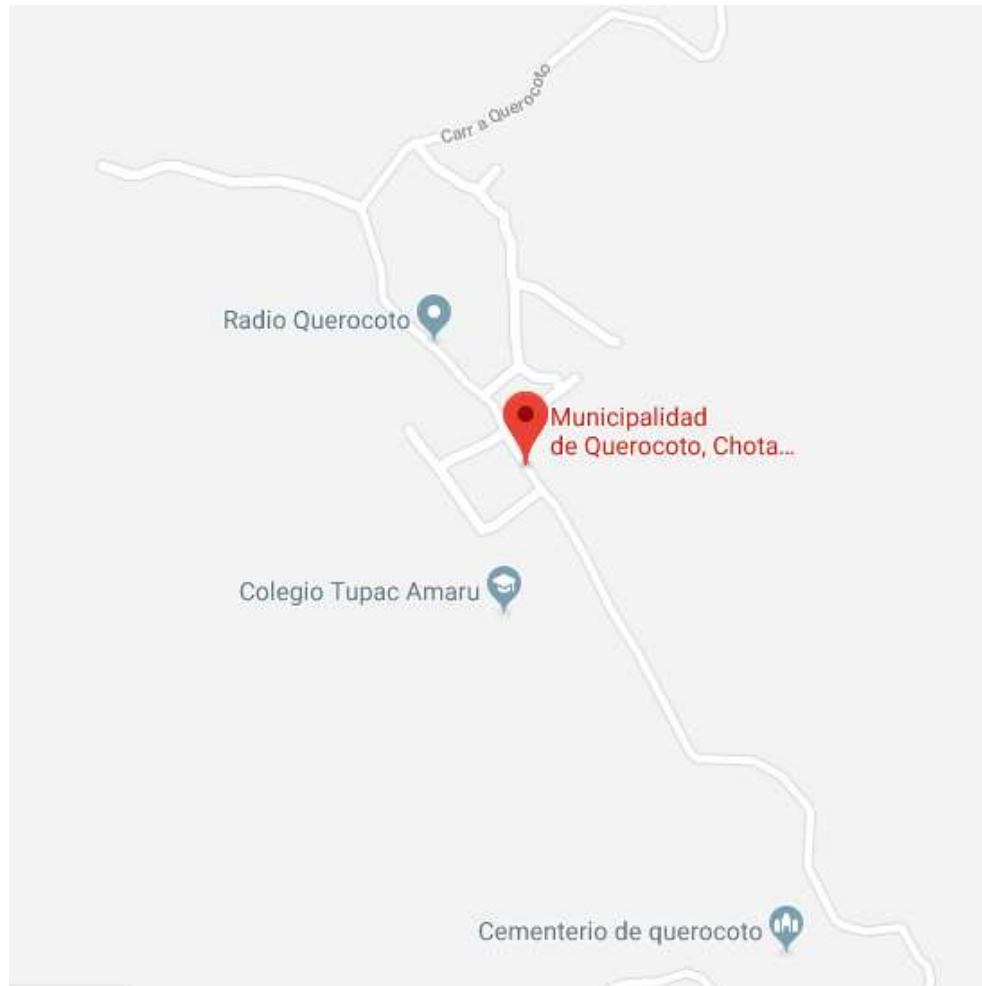 Carr a Querocoto
Radio Querocoto
Municipalidad
de Querocoto, Chota...
Colegio Tupac Amaru
Cementerio de querocoto